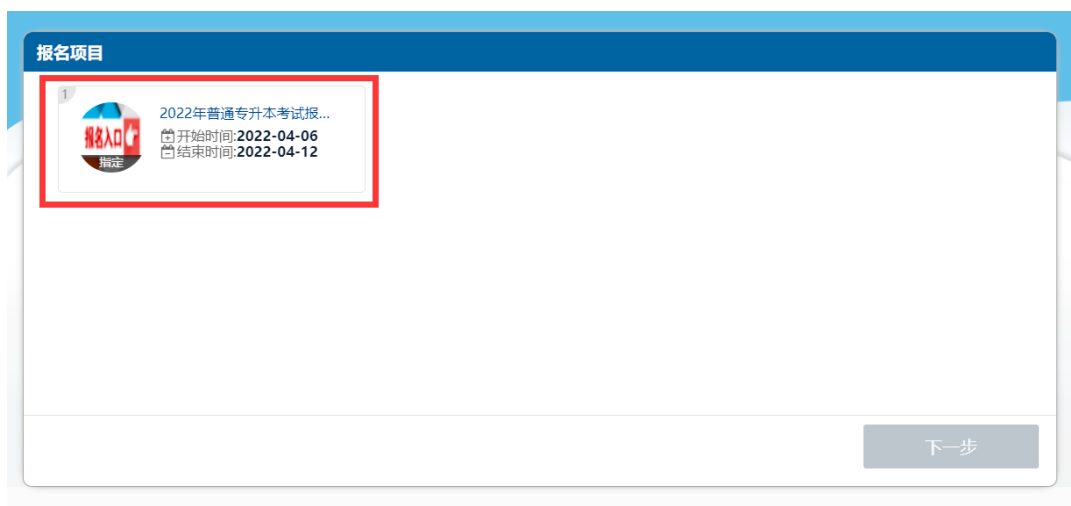 报名项目
1
2022年普通专升本考试报...
报名入口
指定
开始时间:2022-04-06
结束时间:2022-04-12
下一步